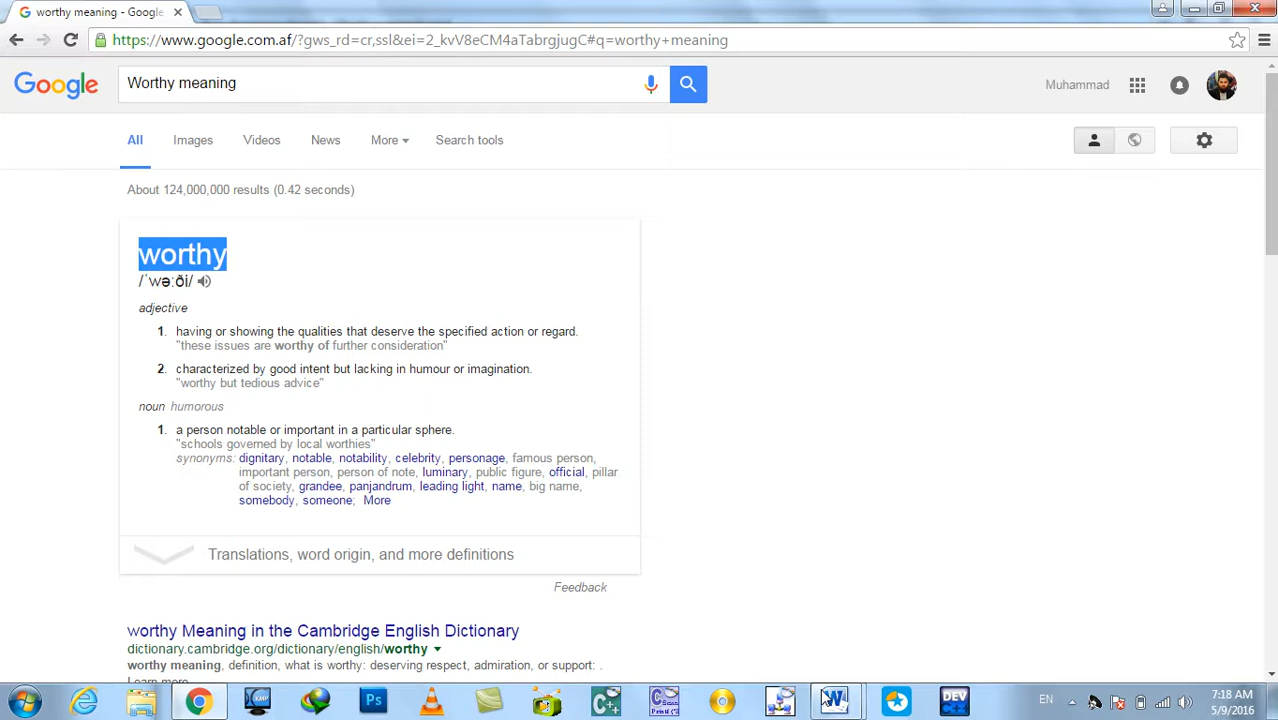 worthy meaning - Google
https://www.google.com.af/?gws_rd=cr,ssl&ei=2_kvV8eCM4aTabrgjqgC#q=worthy+meaning
Google
Worthy meaning
Muhammad
All Images Videos News More Search tools
About 124,000,000 results (0.42 seconds)
worthy
/ˈwəːði/
adjective
1. having or showing the qualities that deserve the specified action or regard.
"these issues are worthy of further consideration"
2. characterized by good intent but lacking in humour or imagination.
"worthy but tedious advice"
noun humorous
1. a person notable or important in a particular sphere.
"schools governed by local worthies"
synonyms: dignitary, notable, notability, celebrity, personage, famous person,
important person, person of note, luminary, public figure, official, pillar
of society, grandee, panjandrum, leading light, name, big name,
somebody, someone; More
Translations, word origin, and more definitions
Feedback
worthy Meaning in the Cambridge English Dictionary
dictionary.cambridge.org/dictionary/english/worthy
worthy meaning, definition, what is worthy: deserving respect, admiration, or support: .
Learn more.
Ps
DEV
EN
7:18 AM
5/9/2016